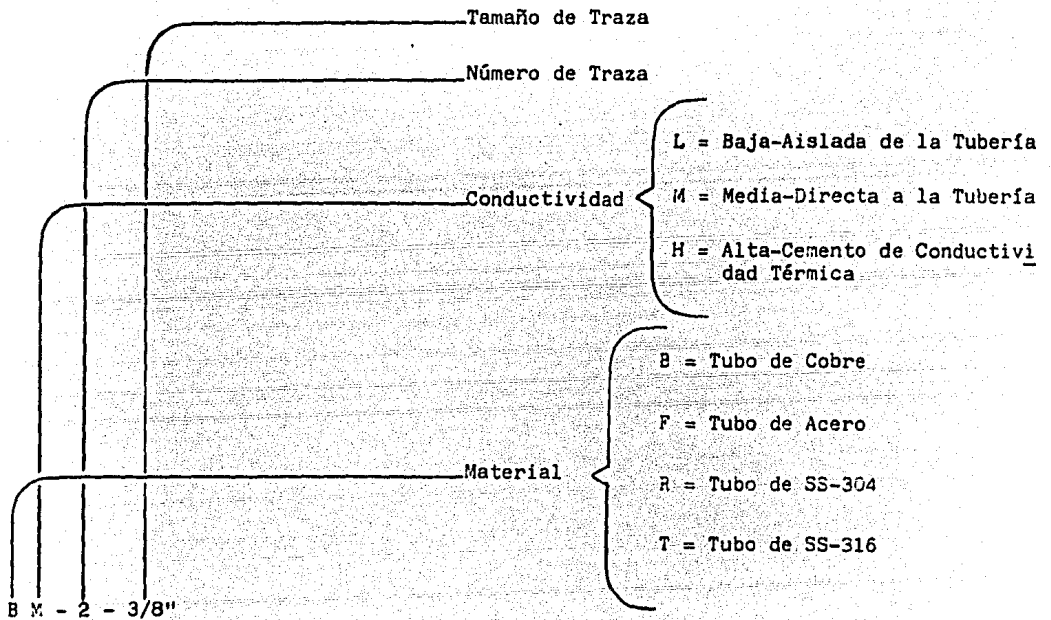 Tamaño de Traza
Número de Traza
Conductividad
L = Baja-Aislada de la Tubería
M = Media-Directa a la Tubería
H = Alta-Cemento de Conductivi
dad Térmica
Material
B = Tubo de Cobre
F = Tubo de Acero
R = Tubo de SS-304
T = Tubo de SS-316
B M - 2 - 3/8"